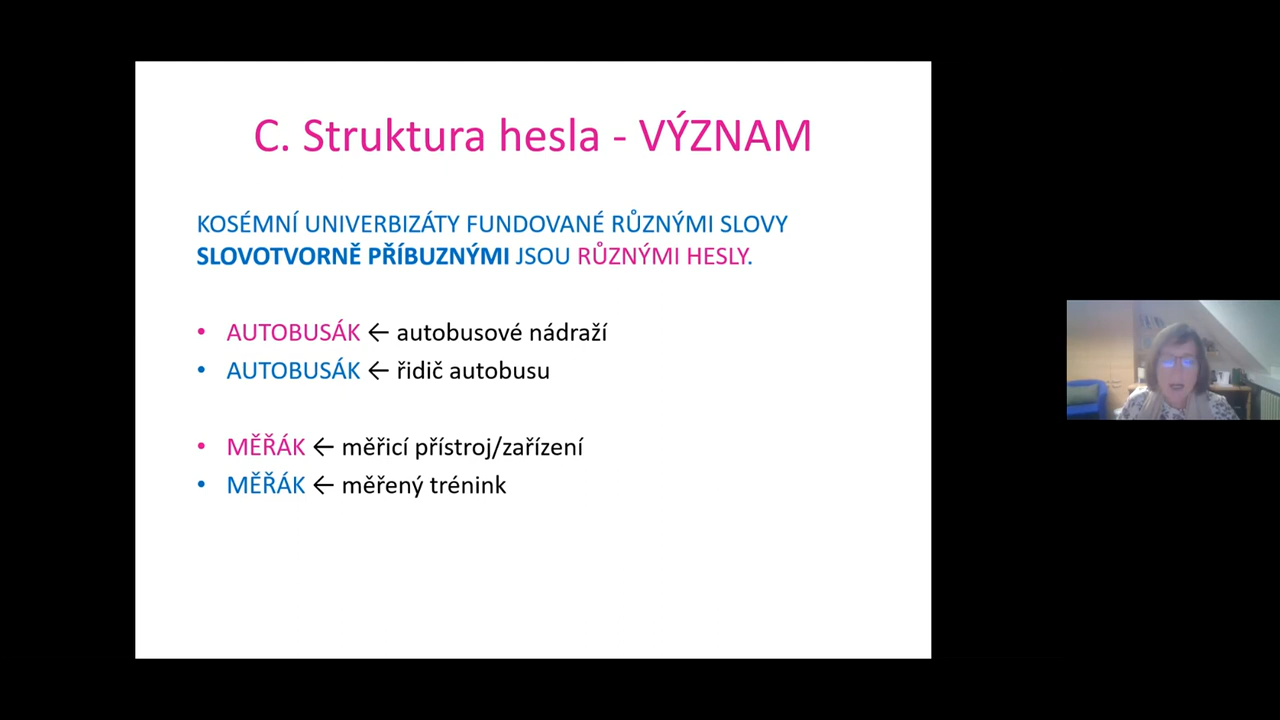 C. Struktura hesla - VÝZNAM
KOSÉMNÍ UNIVERBIZÁTY FUNDOVANÉ RŮZNÝMI SLOVY
SLOVOTVORNĚ PŘÍBUZNÝMI JSOU RŮZNÝMI HESLY.
• AUTOBUSÁK ← autobusové nádraží
• AUTOBUSÁK ← řidič autobusu
• MĚŘÁK ← měřicí přístroj/zařízení
• MĚŘÁK ← měřený trénink